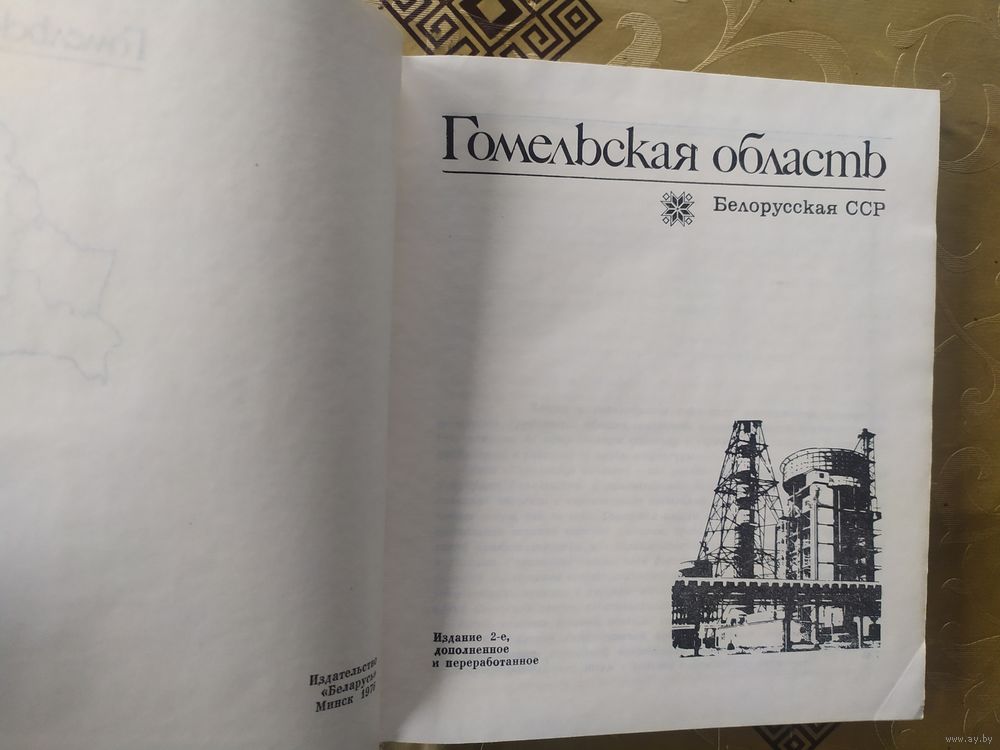 Гомельская область
Белорусская ССР
Издание 2-е,
дополненное
и переработанное
Издательство
«Беларусь»
Минск
www.ay.by